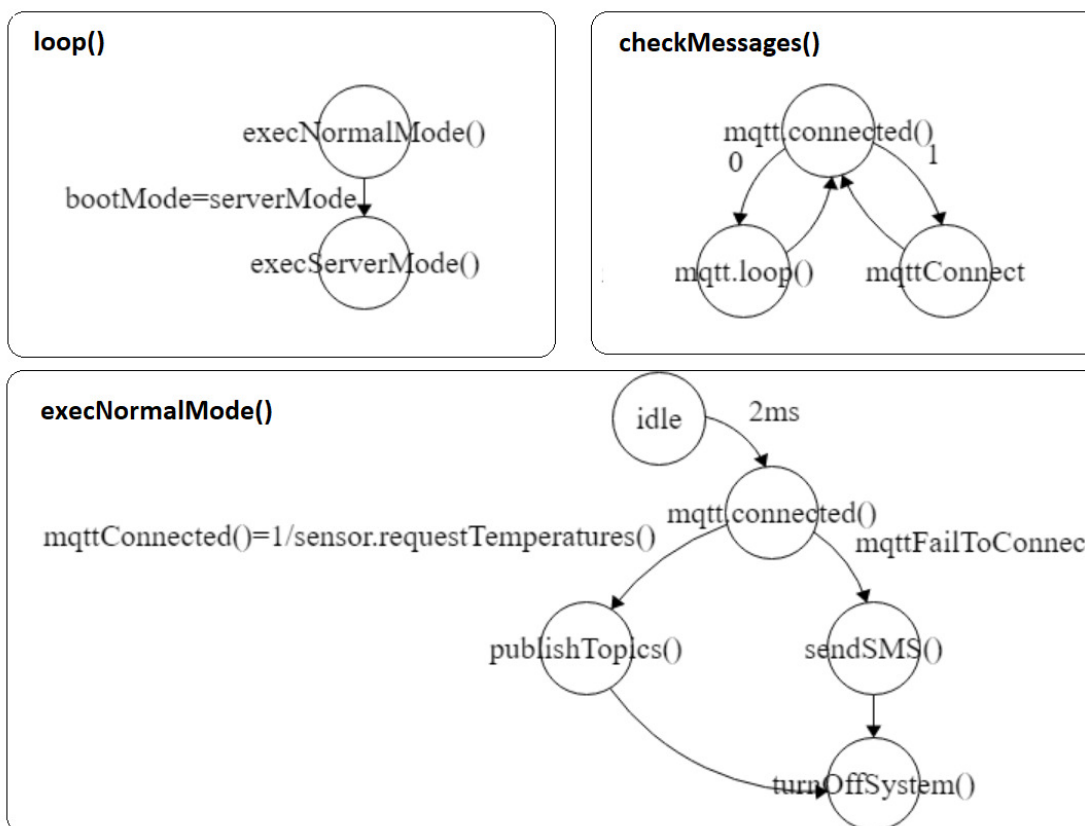 loop()
execNormalMode()
bootMode=serverMode
execServerMode()
checkMessages()
mqtt.connected()
0
1
mqtt.loop()
mqttConnect
execNormalMode()
idle
2ms
mqtt.connected()
mqttConnected()=1/sensor.requestTemperatures()
mqttFailToConnec
publishTopics()
sendSMS()
turnOffSystem()